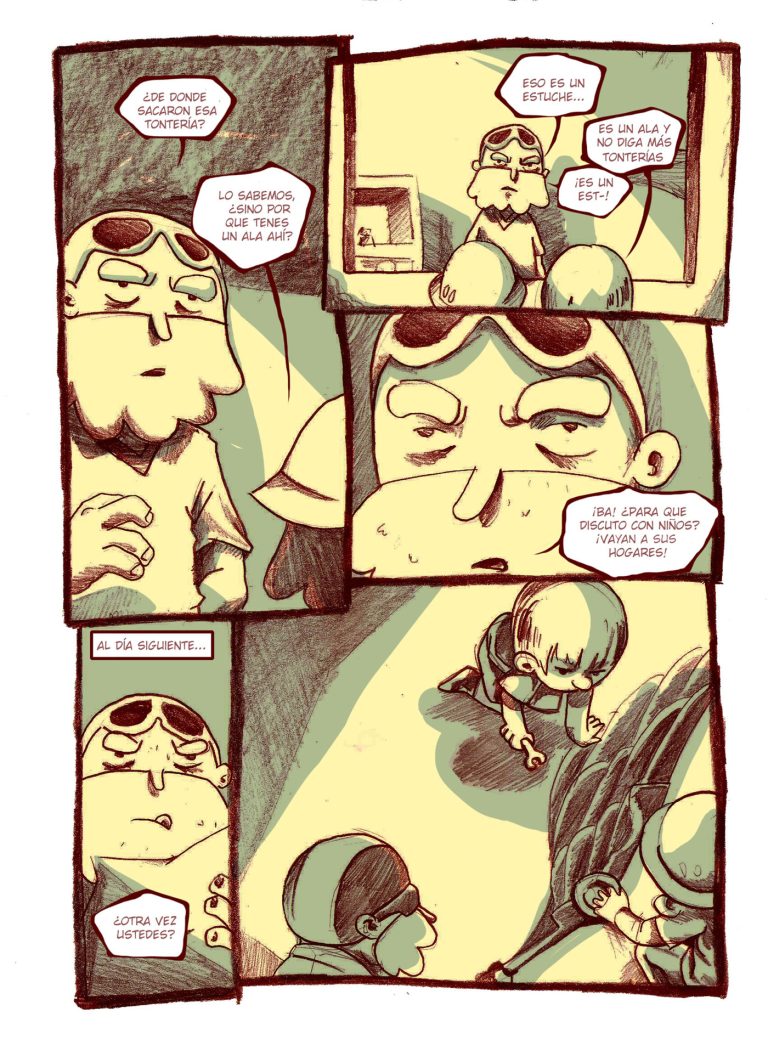 ¿DE DONDE
SACARON ESA
TONTERÍA?
LO SABEMOS,
¿SINO POR
QUE TENES
UN ALA AHÍ?
ESO ES UN
ESTUCHE...
ES UN ALA Y
NO DIGA MÁS
TONTERÍAS
¡ES UN
EST-!
¡BA! ¿PARA QUE
DISCUTO CON NIÑOS?
¡VAYAN A SUS
HOGARES!
AL DÍA SIGUIENTE...
¿OTRA VEZ
USTEDES?